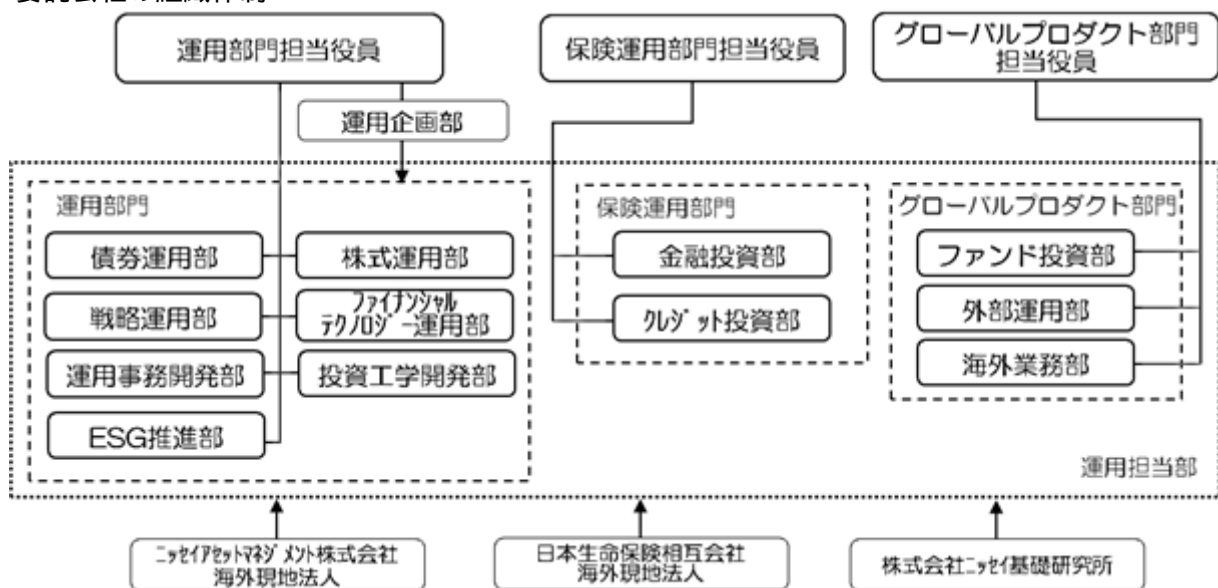 運用部門担当役員
保険運用部門担当役員
グローバルプロダクト部門
担当役員
運用企画部
運用部門
債券運用部
株式運用部
戦略運用部
ファイナンシャル
テクノロジー運用部
運用事務開発部
投資工学開発部
ESG推進部
保険運用部門
金融投資部
クレジット投資部
グローバルプロダクト部門
ファンド投資部
外部運用部
海外業務部
運用担当部
ニッセイアセットマネジメント株式会社
海外現地法人
日本生命保険相互会社
海外現地法人
株式会社ニッセイ基礎研究所